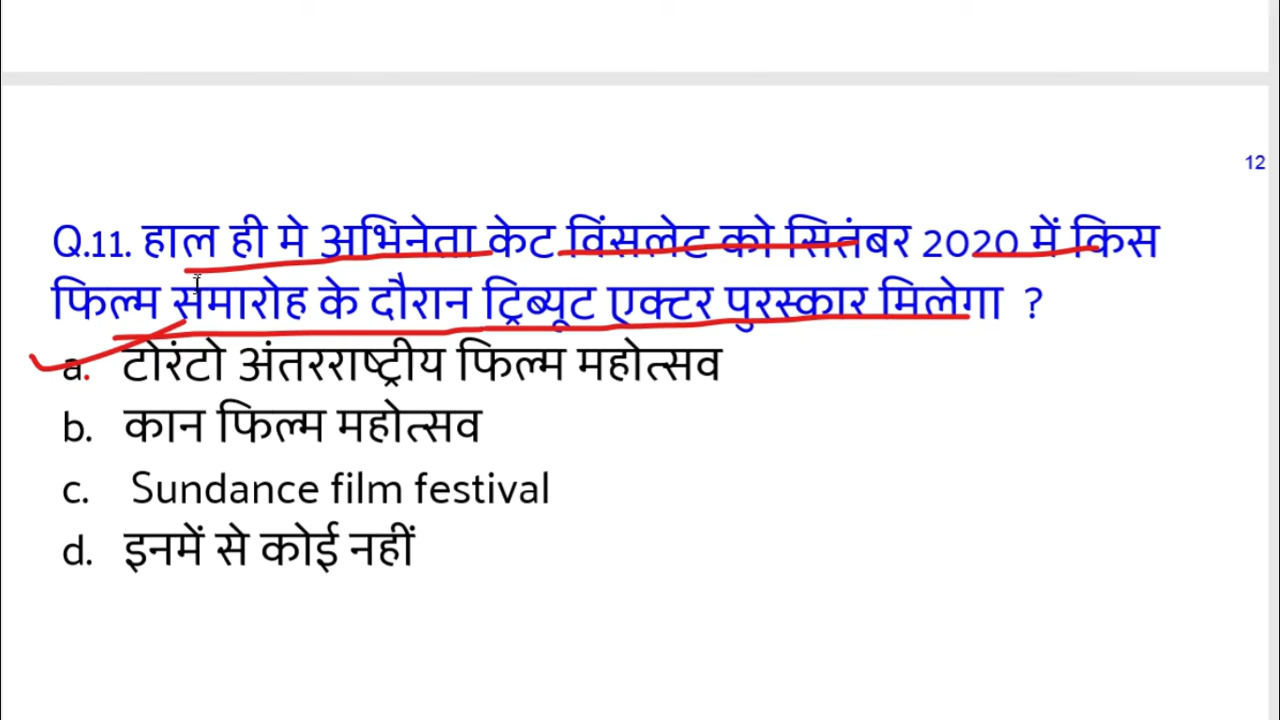 12
Q.11. हाल ही मे अभिनेता केट विंसलेट को सितंबर 2020 में किस
फिल्म समारोह के दौरान ट्रिब्यूट एक्टर पुरस्कार मिलेगा ?
a. टोरंटो अंतरराष्ट्रीय फिल्म महोत्सव
b. कान फिल्म महोत्सव
c. Sundance film festival
d. इनमें से कोई नहीं